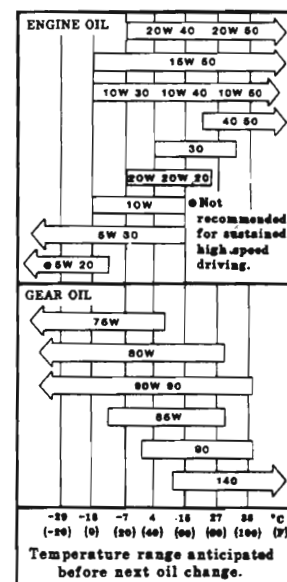 ENGINE OIL
20W 40 20W 50
15W 50
10W 30 10W 40 10W 50
40 50
30
20W 20W 20
10W
●Not recommended for sustained high-speed driving.
5W 30
●5W 20
GEAR OIL
75W
80W
80W 90
85W
90
140
-29 -18 -7 4 -16 27 38 °C
(-20) (0) (20) (40) (60) (80) (100) (F)
Temperature range anticipated
before next oil change.